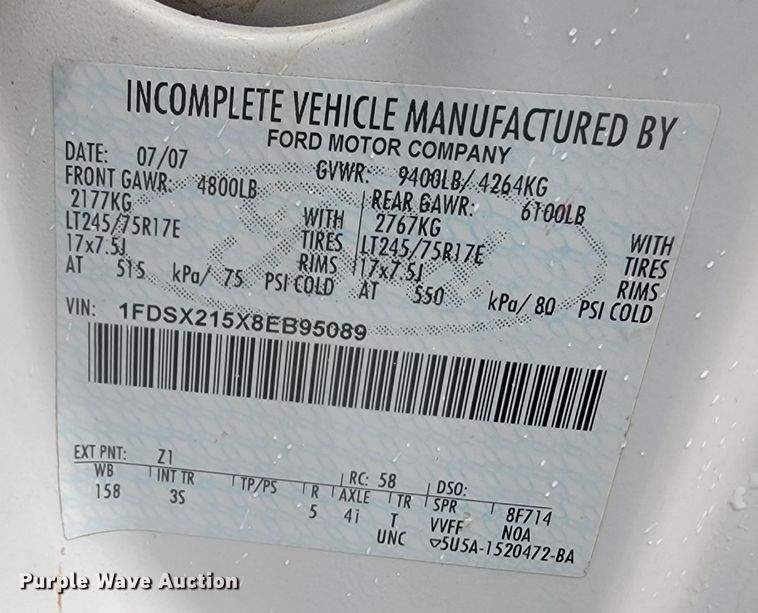 INCOMPLETE VEHICLE MANUFACTURED BY
FORD MOTOR COMPANY
DATE: 07/07 GVWR: 9400LB/ 4264KG
FRONT GAWR: 4800LB REAR GAWR: 6100LB
2177KG WITH 2767KG WITH
LT245/75R17E TIRES LT245/75R17E TIRES
17x7.5J RIMS 17x7.5J RIMS
AT 515 kPa/ 75 PSI COLD AT 550 kPa/ 80 PSI COLD
VIN: 1FDSX215X8EB95089
EXT PNT: Z1 RC: 58 DSO:
WB INT TR TP/PS R AXLE TR SPR 8F714
158 3S 5 4i T VVFF N0A
UNC ▽5U5A-1520472-BA
Purple Wave Auction